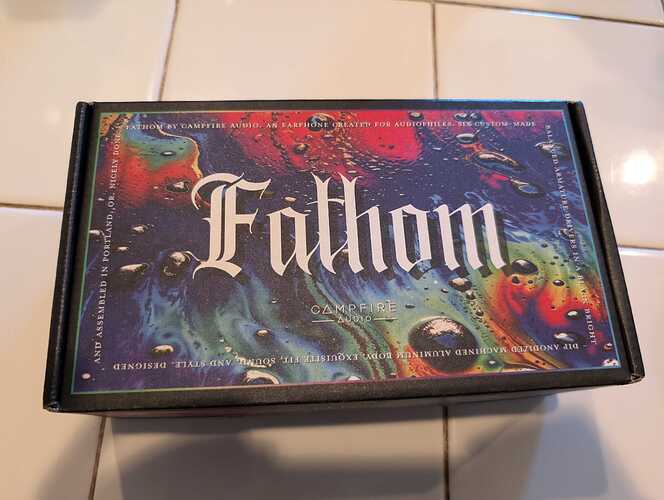 FATHOM BY CAMPFIRE AUDIO. AN EARPHONE CREATED FOR AUDIOPHILES. SIX CUSTOM-MADE
BALANCED ARMATURE DRIVERS IN A BRIGHT
DIP ANODIZED MACHINED ALUMINUM BODY. EXQUISITE FIT, SOUND, AND STYLE. DESIGNED
AND ASSEMBLED IN PORTLAND, OR. NICELY DONE.
Fathom
CAMPFIRE
AUDIO